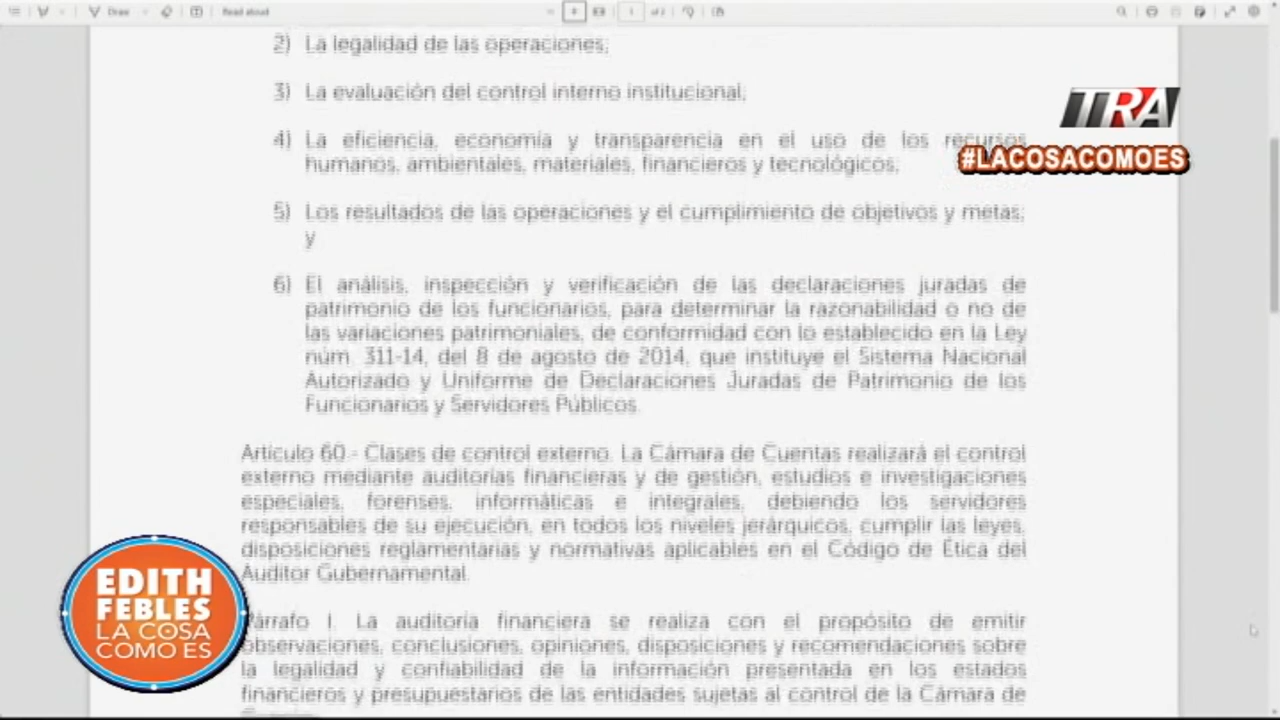 Draw
Read aloud
2) La legalidad de las operaciones;
3) La evaluación del control interno institucional;
TRA
4) La eficiencia, economía y transparencia en el uso de los recursos
humanos, ambientales, materiales, financieros y tecnológicos;
#LACOSACOMOES
5) Los resultados de las operaciones y el cumplimiento de objetivos y metas;
y
6) El análisis, inspección y verificación de las declaraciones juradas de
patrimonio de los funcionarios, para determinar la razonabilidad o no de
las variaciones patrimoniales, de conformidad con lo establecido en la Ley
núm. 311-14, del 8 de agosto de 2014, que instituye el Sistema Nacional
Autorizado y Uniforme de Declaraciones Juradas de Patrimonio de los
Funcionarios y Servidores Públicos.
Artículo 60.- Clases de control externo. La Cámara de Cuentas realizará el control
externo mediante auditorías financieras y de gestión, estudios e investigaciones
especiales, forenses, informáticas e integrales, debiendo los servidores
responsables de su ejecución, en todos los niveles jerárquicos, cumplir las leyes,
disposiciones reglamentarias y normativas aplicables en el Código de Ética del
Auditor Gubernamental.
Párrafo I. La auditoría financiera se realiza con el propósito de emitir
observaciones, conclusiones, opiniones, disposiciones y recomendaciones sobre
la legalidad y confiabilidad de la información presentada en los estados
financieros y presupuestarios de las entidades sujetas al control de la Cámara de
EDITH
FEBLES
LA COSA
COMO ES